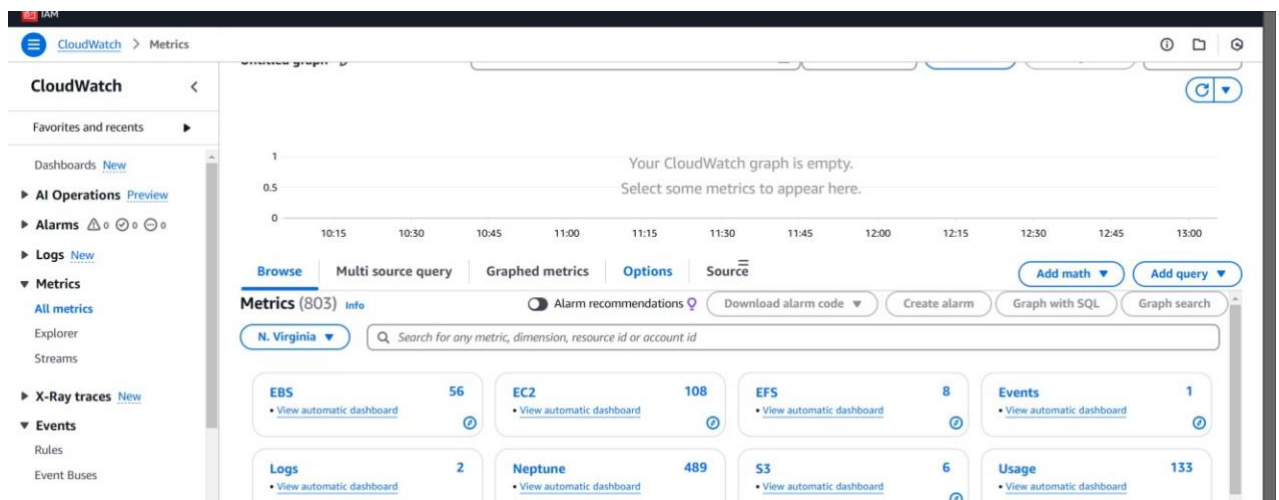 IAM
CloudWatch > Metrics
CloudWatch
Favorites and recents
Dashboards New
AI Operations Preview
Alarms 0 0 0
Logs New
Metrics
All metrics
Explorer
Streams
X-Ray traces New
Events
Rules
Event Buses
Untitled graph
1
0.5
0
Your CloudWatch graph is empty.
Select some metrics to appear here.
10:15 10:30 10:45 11:00 11:15 11:30 11:45 12:00 12:15 12:30 12:45 13:00
Browse Multi source query Graphed metrics Options Source Add math Add query
Metrics (803) Info Alarm recommendations Download alarm code Create alarm Graph with SQL Graph search
N. Virginia Search for any metric, dimension, resource id or account id
EBS 56 EC2 108 EFS 8 Events 1
• View automatic dashboard • View automatic dashboard • View automatic dashboard • View automatic dashboard
Logs 2 Neptune 489 S3 6 Usage 133
• View automatic dashboard • View automatic dashboard • View automatic dashboard • View automatic dashboard